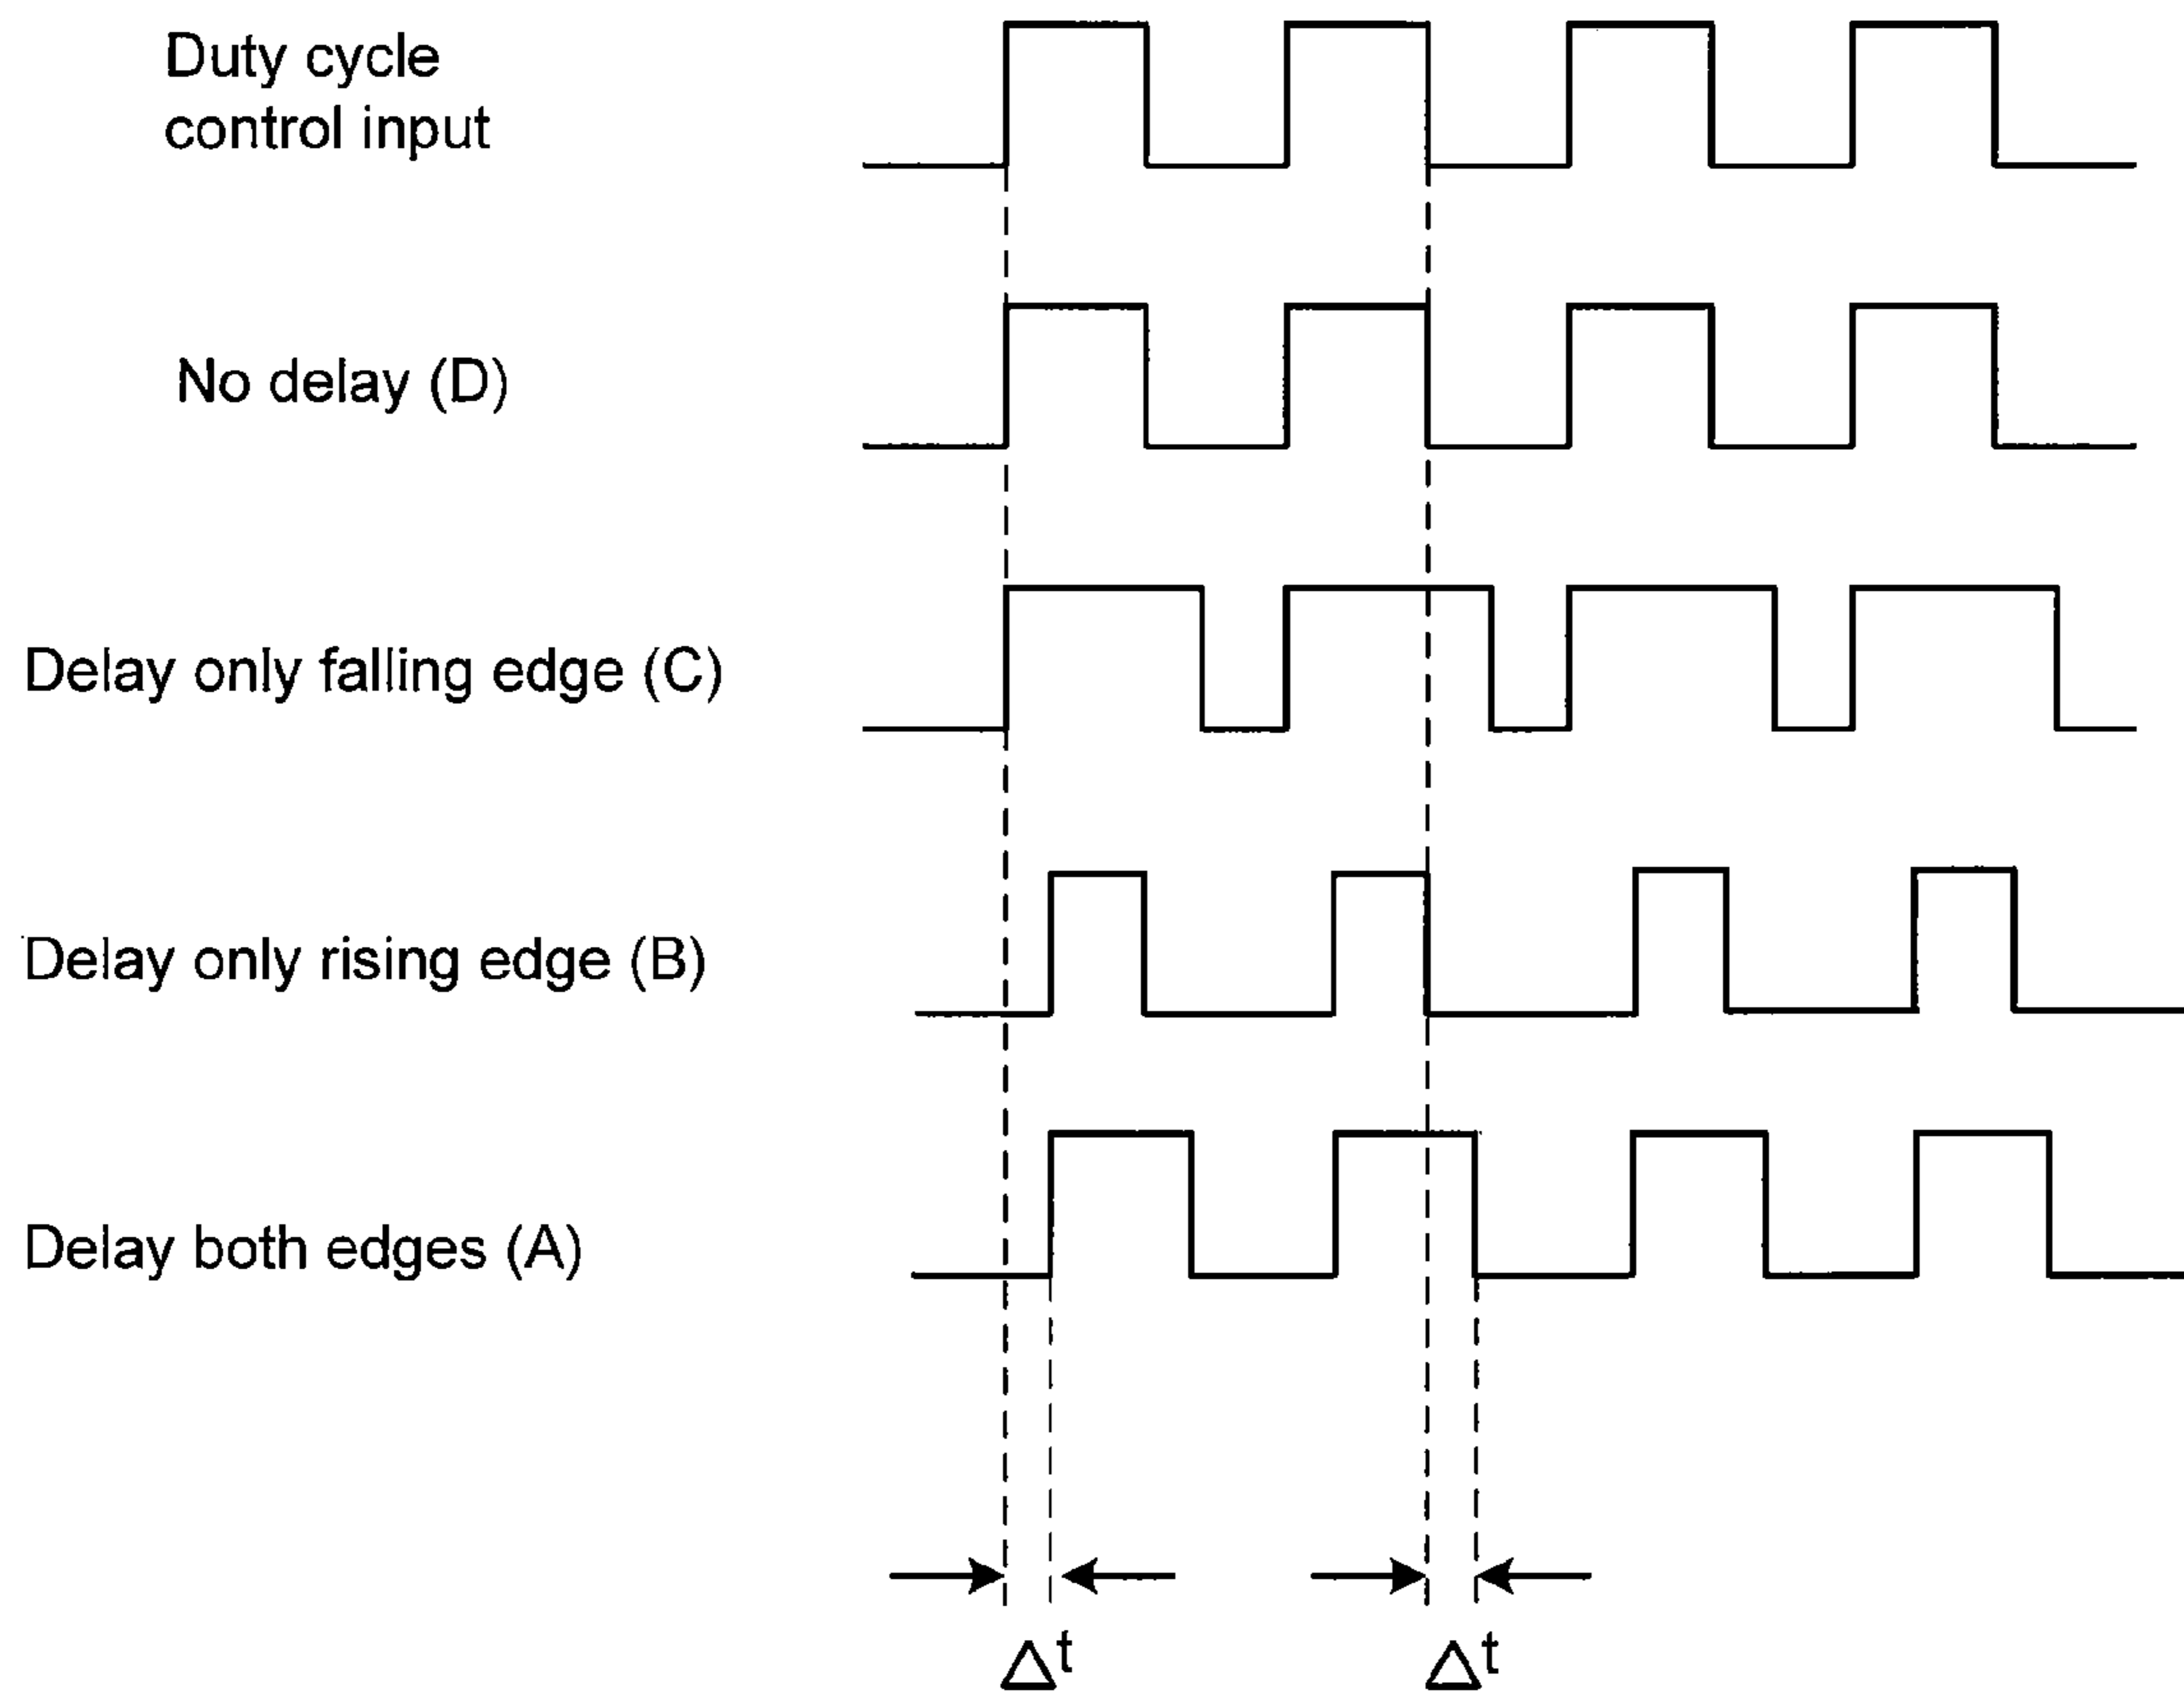 Duty cycle
control input
No delay (D)
Delay only falling edge (C)
Delay only rising edge (B)
Delay both edges (A)
Δt Δt